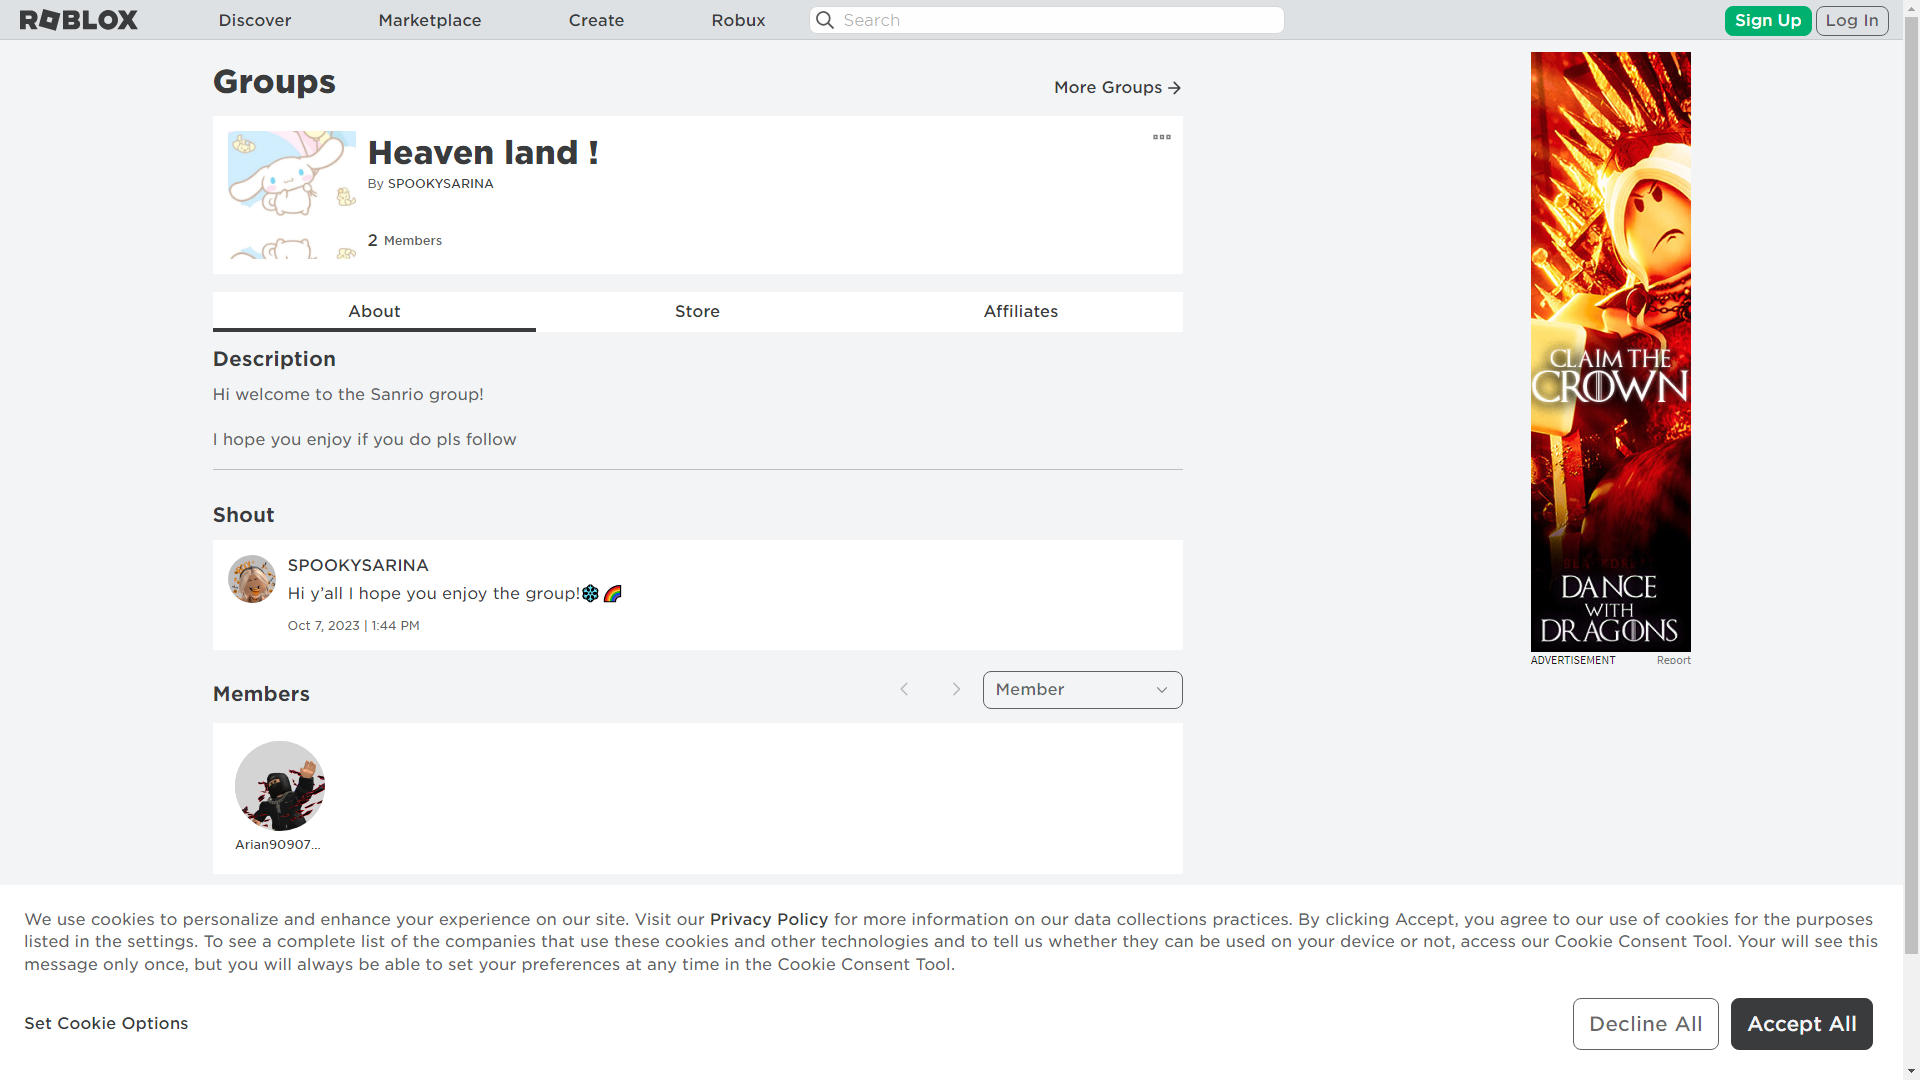 ROBLOX
Discover
Marketplace
Create
Robux
Search
Sign Up
Log In
Groups
More Groups →
Heaven land !
By SPOOKYSARINA
2 Members
About
Store
Affiliates
Description
Hi welcome to the Sanrio group!
I hope you enjoy if you do pls follow
Shout
SPOOKYSARINA
Hi y’all I hope you enjoy the group!❄️🌈
Oct 7, 2023 | 1:44 PM
Members
Member
Arian90907...
CLAIM THE
CROWN
DANCE
WITH
DRAGONS
ADVERTISEMENT
Report
We use cookies to personalize and enhance your experience on our site. Visit our Privacy Policy for more information on our data collections practices. By clicking Accept, you agree to our use of cookies for the purposes
listed in the settings. To see a complete list of the companies that use these cookies and other technologies and to tell us whether they can be used on your device or not, access our Cookie Consent Tool. Your will see this
message only once, but you will always be able to set your preferences at any time in the Cookie Consent Tool.
Set Cookie Options
Decline All
Accept All